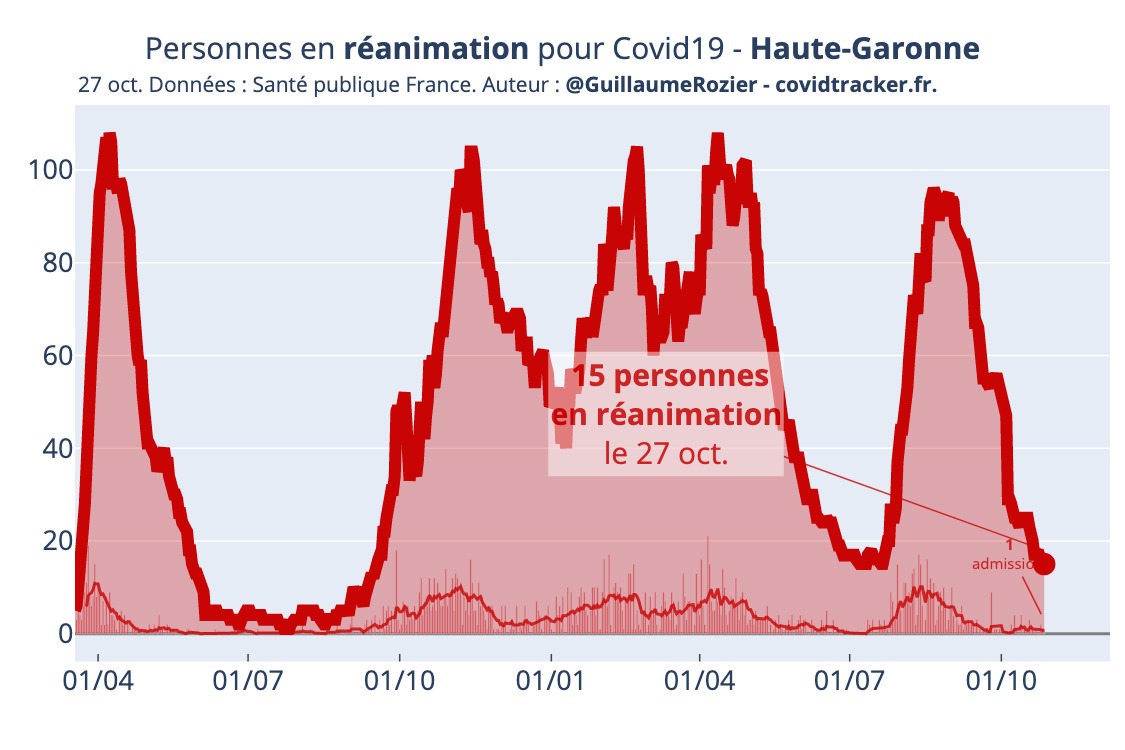 Personnes en réanimation pour Covid19 - Haute-Garonne
27 oct. Données : Santé publique France. Auteur : @GuillaumeRozier - covidtracker.fr.
100
80
60
40
20
0
15 personnes
en réanimation
le 27 oct.
1
admissio
01/04
01/07
01/10
01/01
01/04
01/07
01/10